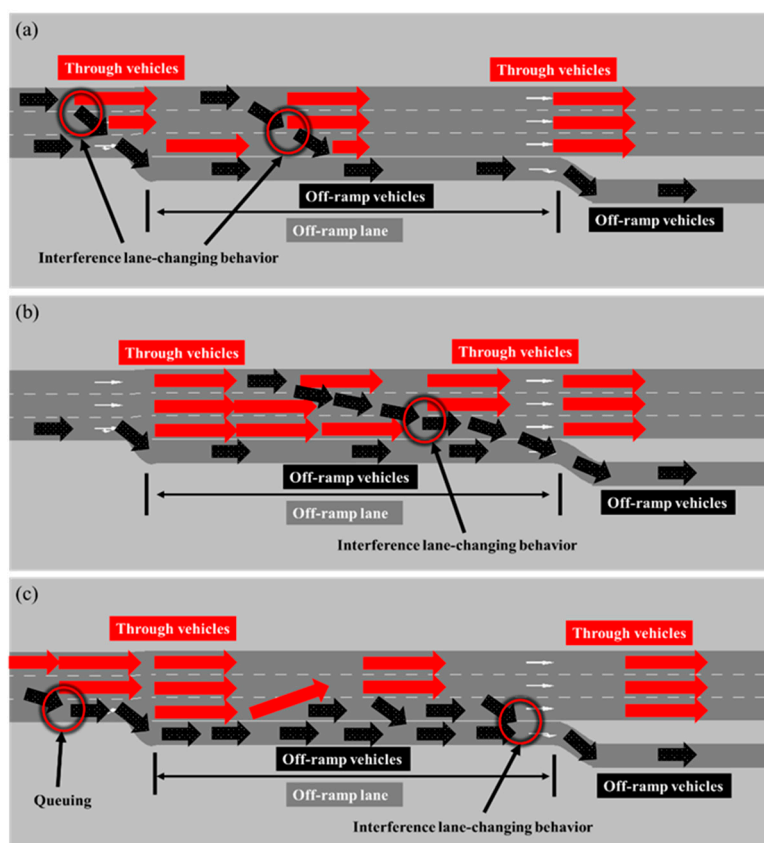 (a)
Through vehicles
Through vehicles
Off-ramp vehicles
Off-ramp vehicles
Off-ramp lane
Interference lane-changing behavior
(b)
Through vehicles
Through vehicles
Off-ramp vehicles
Off-ramp vehicles
Off-ramp lane
Interference lane-changing behavior
(c)
Through vehicles
Through vehicles
Off-ramp vehicles
Off-ramp vehicles
Off-ramp lane
Queuing
Interference lane-changing behavior